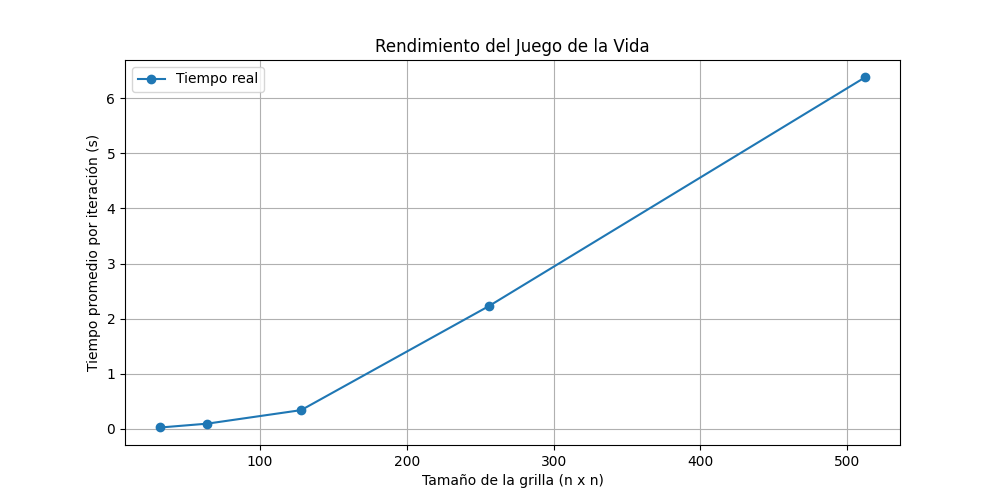 Rendimiento del Juego de la Vida
Tiempo real
Tiempo promedio por iteración (s)
6
5
4
3
2
1
0
100 200 300 400 500
Tamaño de la grilla (n x n)